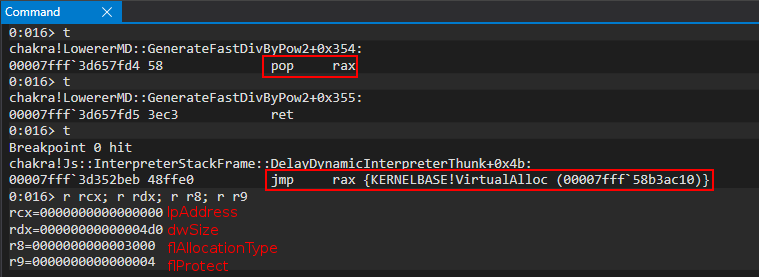 Command X
0:016> t
chakra!LowererMD::GenerateFastDivByPow2+0x354:
00007fff`3d657fd4 58 pop rax
0:016> t
chakra!LowererMD::GenerateFastDivByPow2+0x355:
00007fff`3d657fd5 3ec3 ret
0:016> t
Breakpoint 0 hit
chakra!Js::InterpreterStackFrame::DelayDynamicInterpreterThunk+0x4b:
00007fff`3d352beb 48ffe0 jmp rax {KERNELBASE!VirtualAlloc (00007fff`58b3ac10)}
0:016> r rcx; r rdx; r r8; r r9
rcx=0000000000000000 lpAddress
rdx=00000000000004d0 dwSize
r8=0000000000003000 flAllocationType
r9=0000000000000004 flProtect